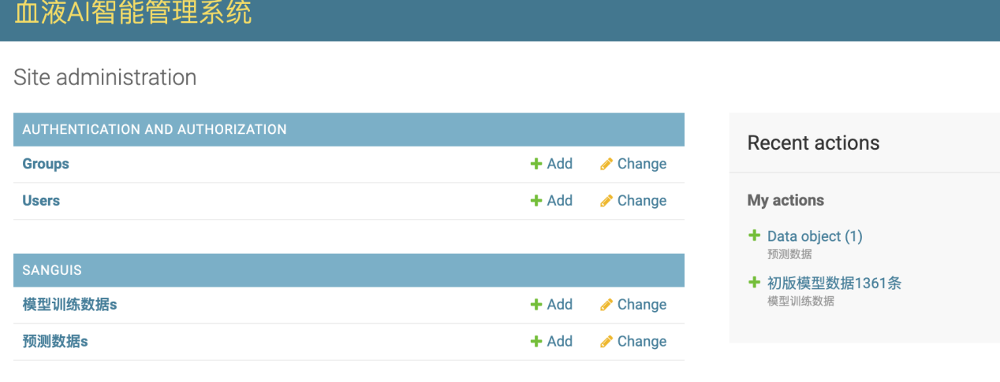 血液AI智能管理系统
Site administration
AUTHENTICATION AND AUTHORIZATION
Groups Add Change
Users Add Change
SANGUIS
模型训练数据s Add Change
预测数据s Add Change
Recent actions
My actions
Data object (1)
预测数据
初版模型数据1361条
模型训练数据